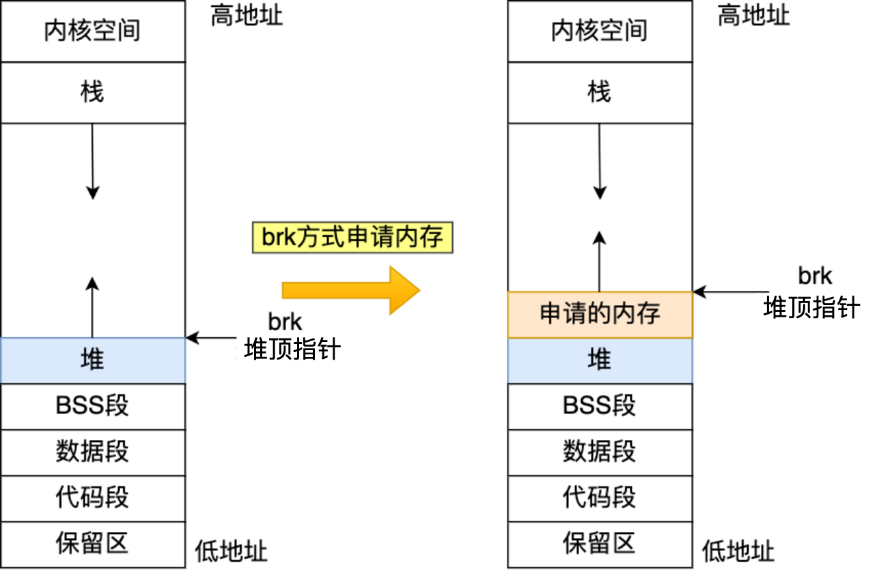 高地址
内核空间
栈
brk
堆顶指针
堆
BSS段
数据段
代码段
保留区
低地址
brk方式申请内存
高地址
内核空间
栈
brk
堆顶指针
申请的内存
堆
BSS段
数据段
代码段
保留区
低地址